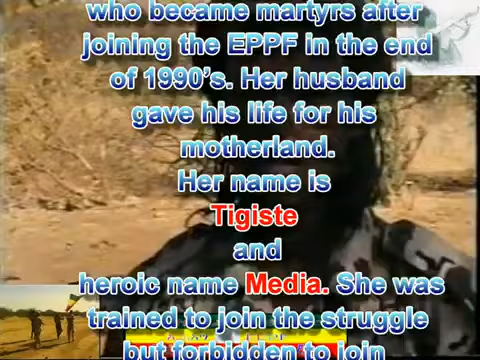 who became martyrs after
joining the EPPF in the end
of 1990's. Her husband
gave his life for his
motherland.
Her name is
Tigiste
and
heroic name Media. She was
trained to join the struggle
but forbidden to join